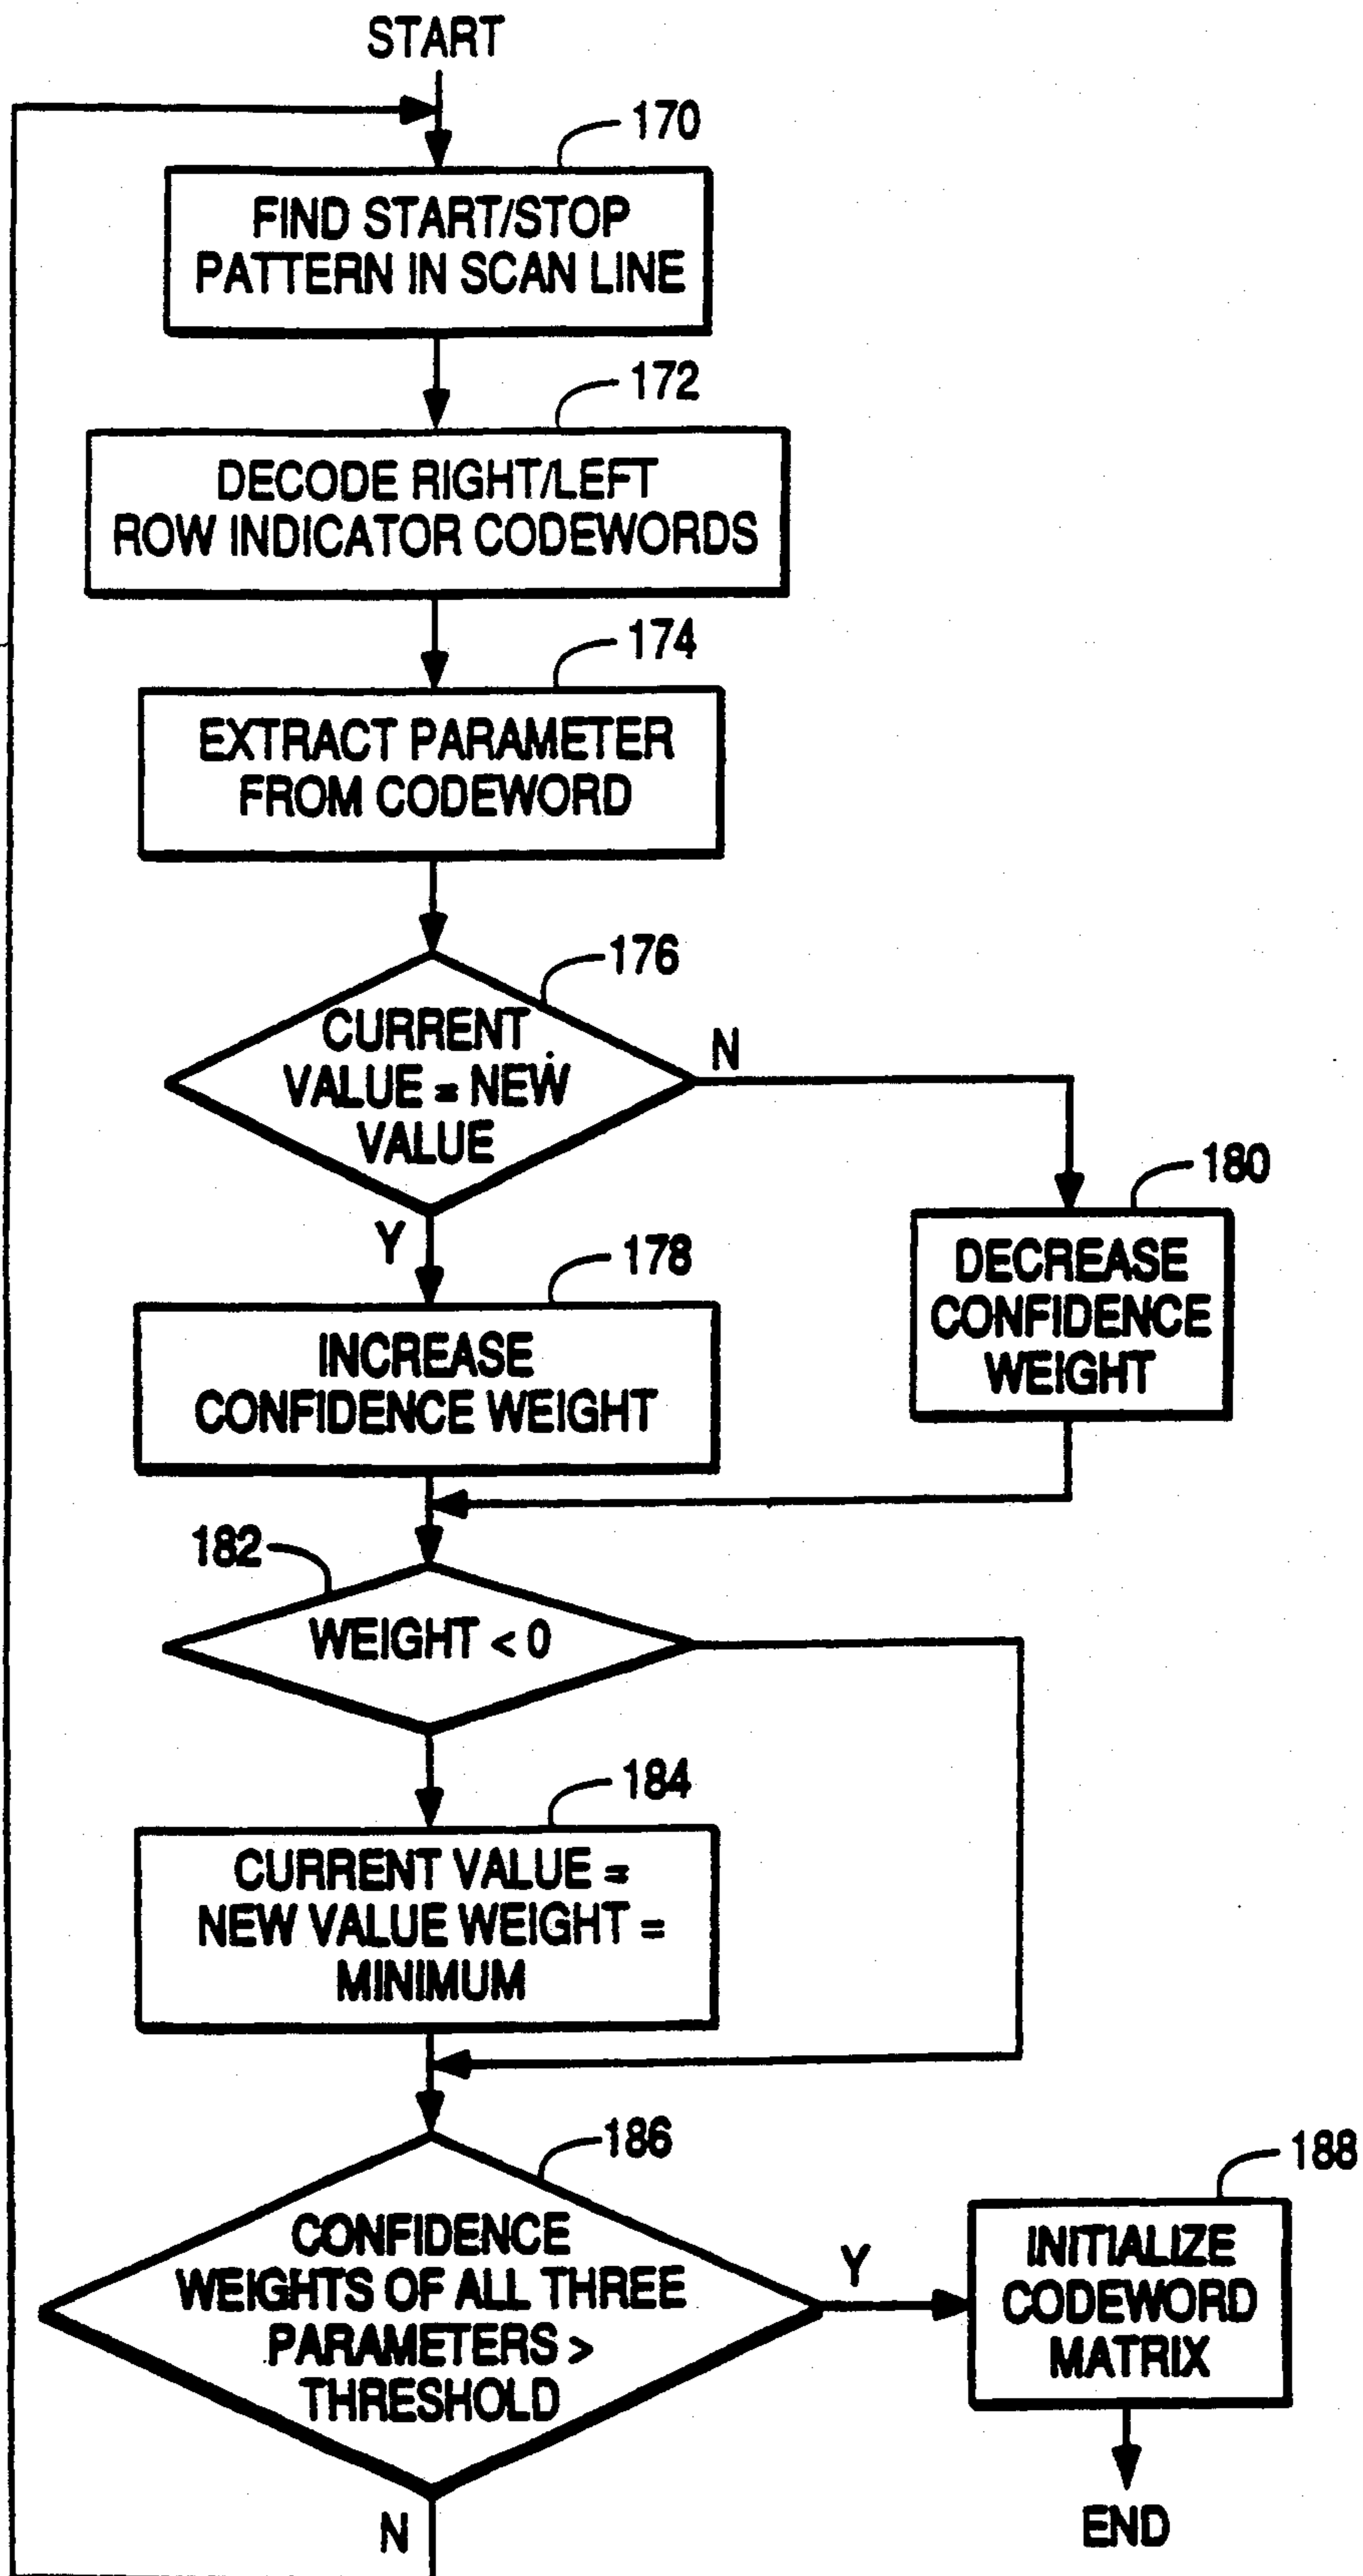 START
170
FIND START/STOP
PATTERN IN SCAN LINE
172
DECODE RIGHT/LEFT
ROW INDICATOR CODEWORDS
174
EXTRACT PARAMETER
FROM CODEWORD
176
CURRENT
VALUE = NEW
VALUE
N
Y
180
DECREASE
CONFIDENCE
WEIGHT
178
INCREASE
CONFIDENCE WEIGHT
182
WEIGHT < 0
184
CURRENT VALUE =
NEW VALUE WEIGHT =
MINIMUM
186
CONFIDENCE
WEIGHTS OF ALL THREE
PARAMETERS >
THRESHOLD
Y
N
188
INITIALIZE
CODEWORD
MATRIX
END